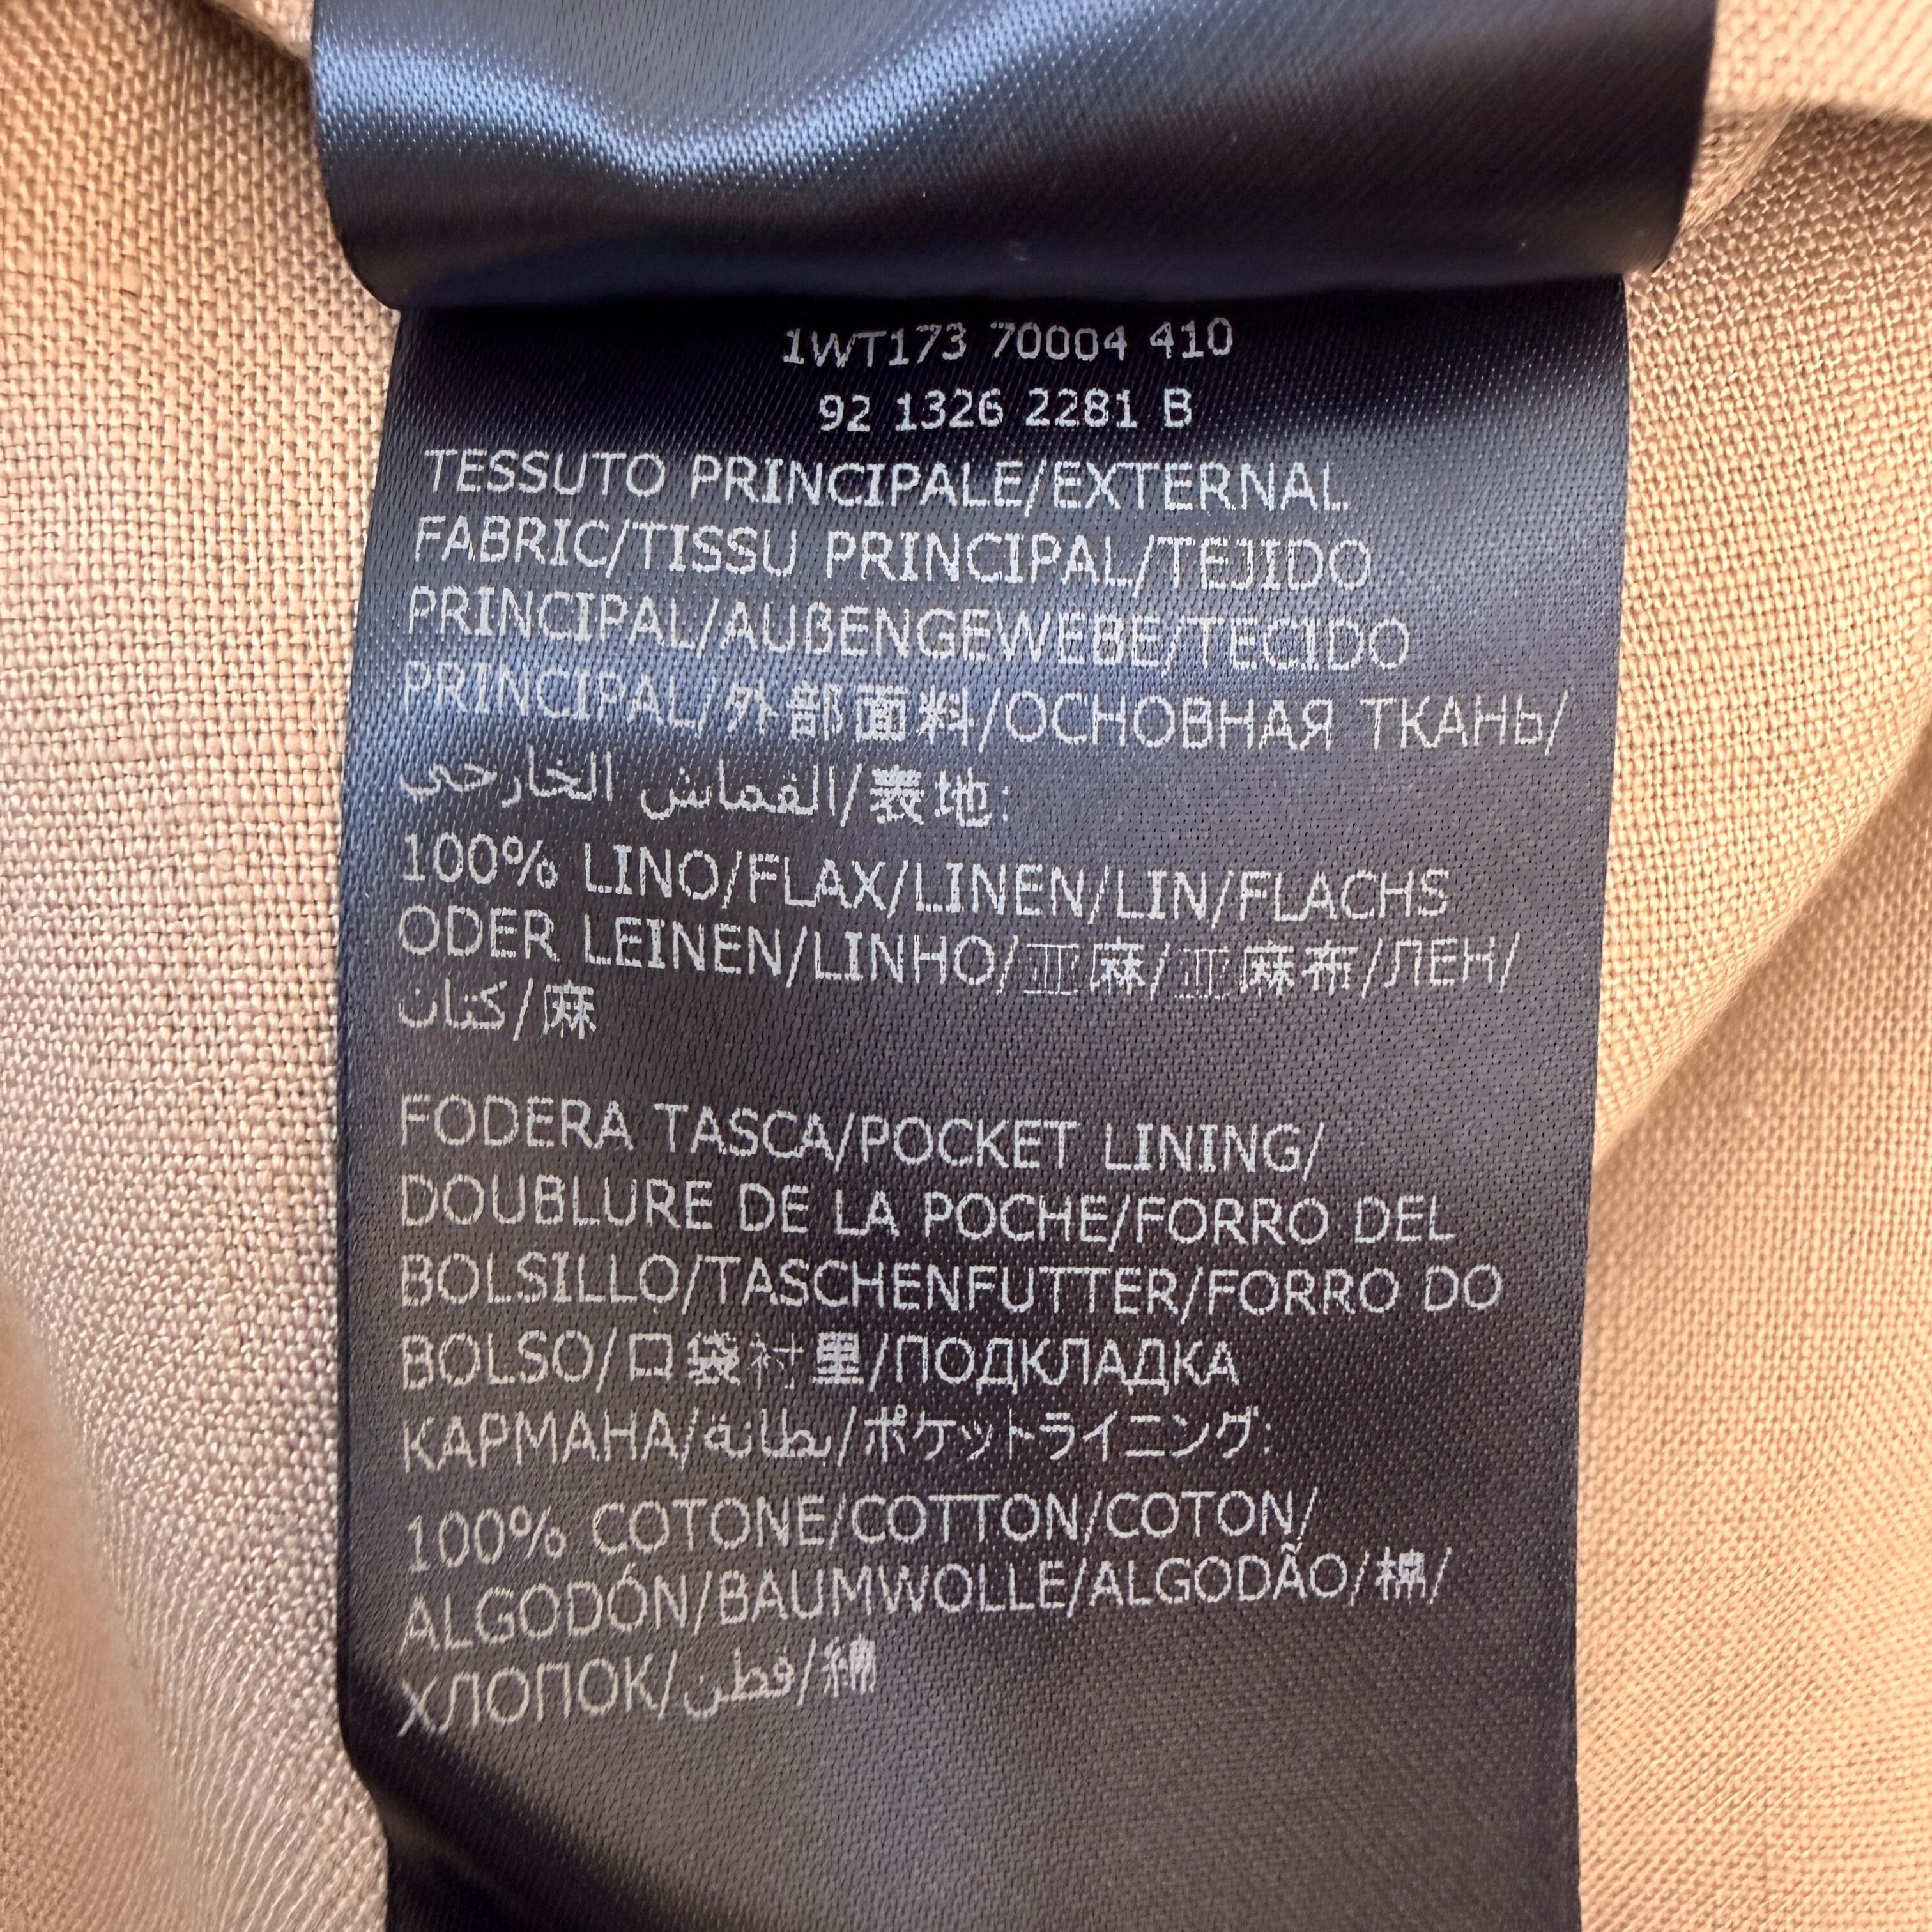 1WT173 70004 410
92 1326 2281 B
TESSUTO PRINCIPALE/EXTERNAL
FABRIC/TISSU PRINCIPAL/TEJIDO
PRINCIPAL/AUßENGEWEBE/TECIDO
PRINCIPAL/外部面料/ОСНОВНАЯ ТКАНЬ/
القماش الخارجي/表地:
100% LINO/FLAX/LINEN/LIN/FLACHS
ODER LEINEN/LINHO/亚麻/亚麻布/ЛЕН/
كتان/麻
FODERA TASCA/POCKET LINING/
DOUBLURE DE LA POCHE/FORRO DEL
BOLSILLO/TASCHENFUTTER/FORRO DO
BOLSO/口袋衬里/ПОДКЛАДКА
КАРМАНА/بطانة/ポケットライニング:
100% COTONE/COTTON/COTON/
ALGODÓN/BAUMWOLLE/ALGODÃO/棉/
ХЛОПОК/قطن/綿